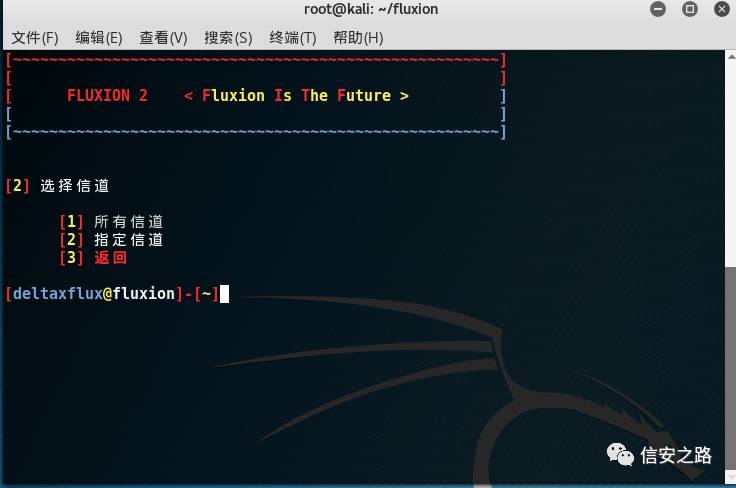 root@kali: ~/fluxion
文件(F) 编辑(E) 查看(V) 搜索(S) 终端(T) 帮助(H)
[~~~~~~~~~~~~~~~~~~~~~~~~~~~~~~~~~~~~~~~~~~~~~~~~~~~~~~]
[ ]
[ FLUXION 2 < Fluxion Is The Future > ]
[ ]
[~~~~~~~~~~~~~~~~~~~~~~~~~~~~~~~~~~~~~~~~~~~~~~~~~~~~~~]
[2] 选择信道
[1] 所有信道
[2] 指定信道
[3] 返回
[deltaxflux@fluxion]-[~]
信安之路